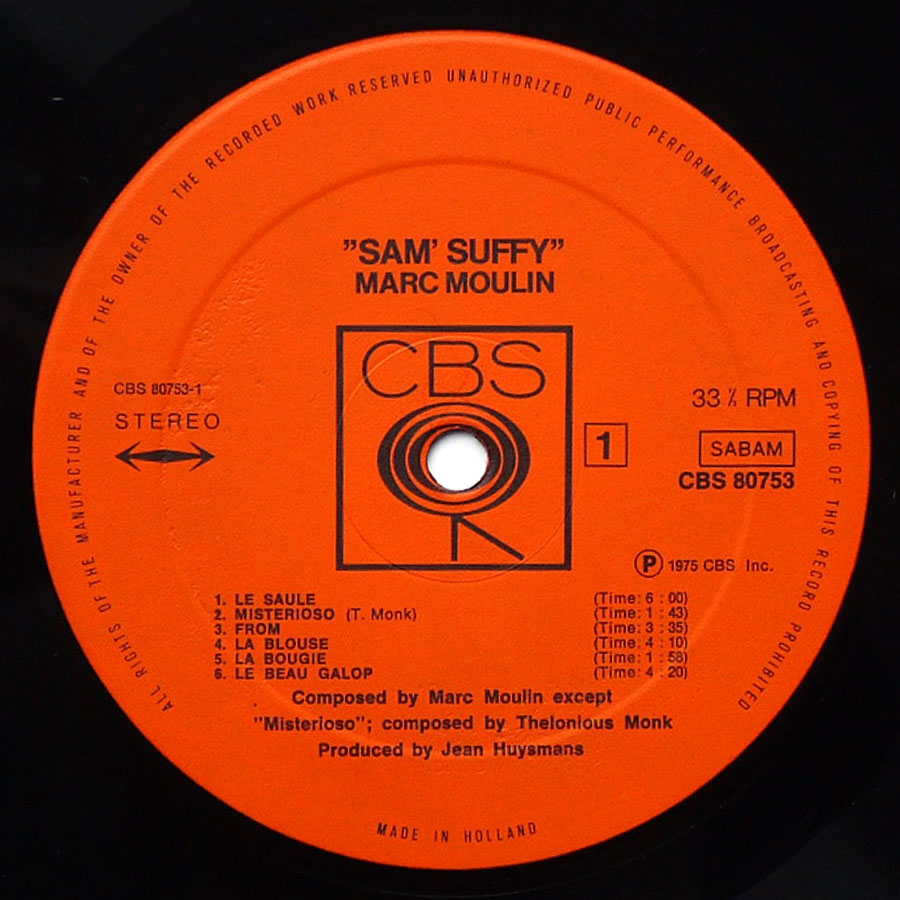 ALL RIGHTS OF THE MANUFACTURER AND OF THE OWNER OF THE RECORDED WORK RESERVED UNAUTHORIZED PUBLIC PERFORMANCE BROADCASTING AND COPYING OF THIS RECORD PROHIBITED
"SAM' SUFFY"
MARC MOULIN
CBS
CBS 80753-1
STEREO
1
33 ⅓ RPM
SABAM
CBS 80753
Ⓟ 1975 CBS Inc.
1. LE SAULE (Time: 6 : 00)
2. MISTERIOSO (T. Monk) (Time: 1 : 43)
3. FROM (Time: 3 : 35)
4. LA BLOUSE (Time: 4 : 10)
5. LA BOUGIE (Time: 1 : 58)
6. LE BEAU GALOP (Time: 4 : 20)
Composed by Marc Moulin except
"Misterioso"; composed by Thelonious Monk
Produced by Jean Huysmans
MADE IN HOLLAND